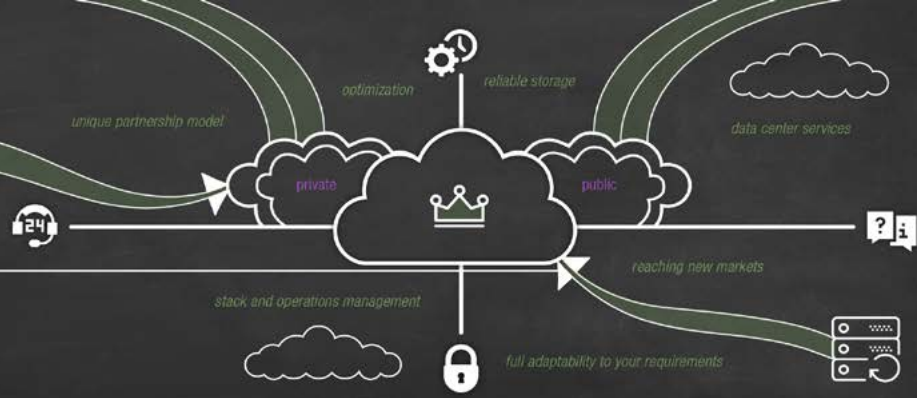 optimization
reliable storage
unique partnership model
data center services
private
public
24
? i
reaching new markets
stack and operations management
full adaptability to your requirements